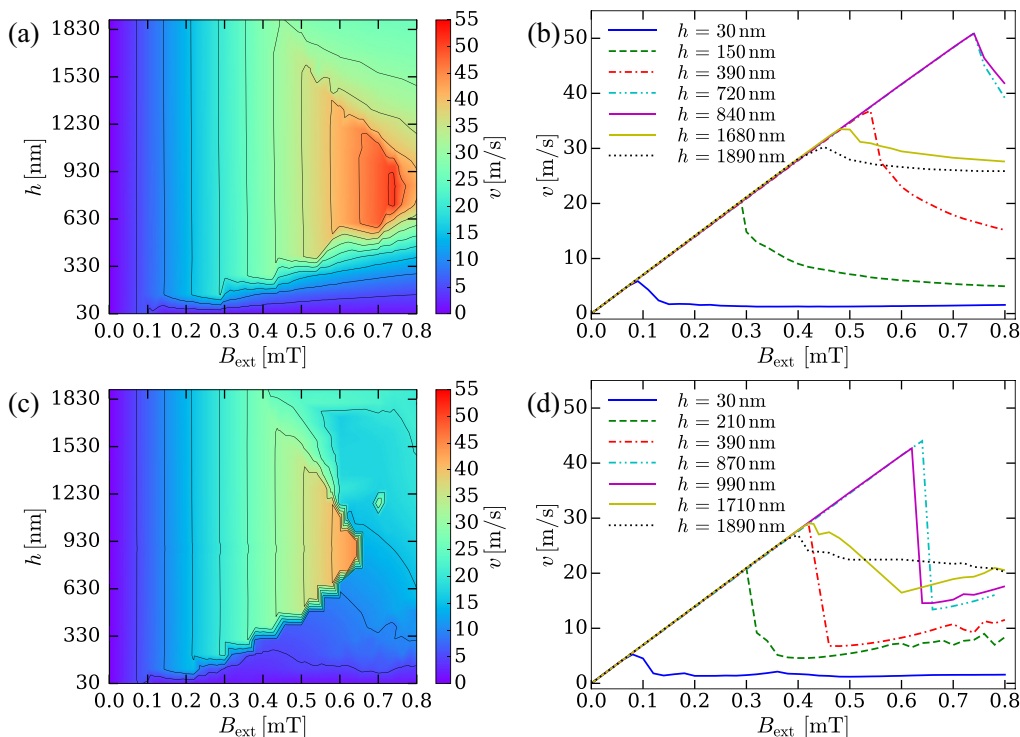 (a)
1830
1530
1230
930
630
330
30
h [nm]
0.0 0.1 0.2 0.3 0.4 0.5 0.6 0.7 0.8
B_ext [mT]
55
50
45
40
35
30
25
20
15
10
5
0
v [m/s]
(b)
50
40
30
20
10
0
v [m/s]
h = 30 nm
h = 150 nm
h = 390 nm
h = 720 nm
h = 840 nm
h = 1680 nm
h = 1890 nm
0.0 0.1 0.2 0.3 0.4 0.5 0.6 0.7 0.8
B_ext [mT]
(c)
1830
1530
1230
930
630
330
30
h [nm]
0.0 0.1 0.2 0.3 0.4 0.5 0.6 0.7 0.8
B_ext [mT]
55
50
45
40
35
30
25
20
15
10
5
0
v [m/s]
(d)
50
40
30
20
10
0
v [m/s]
h = 30 nm
h = 210 nm
h = 390 nm
h = 870 nm
h = 990 nm
h = 1710 nm
h = 1890 nm
0.0 0.1 0.2 0.3 0.4 0.5 0.6 0.7 0.8
B_ext [mT]